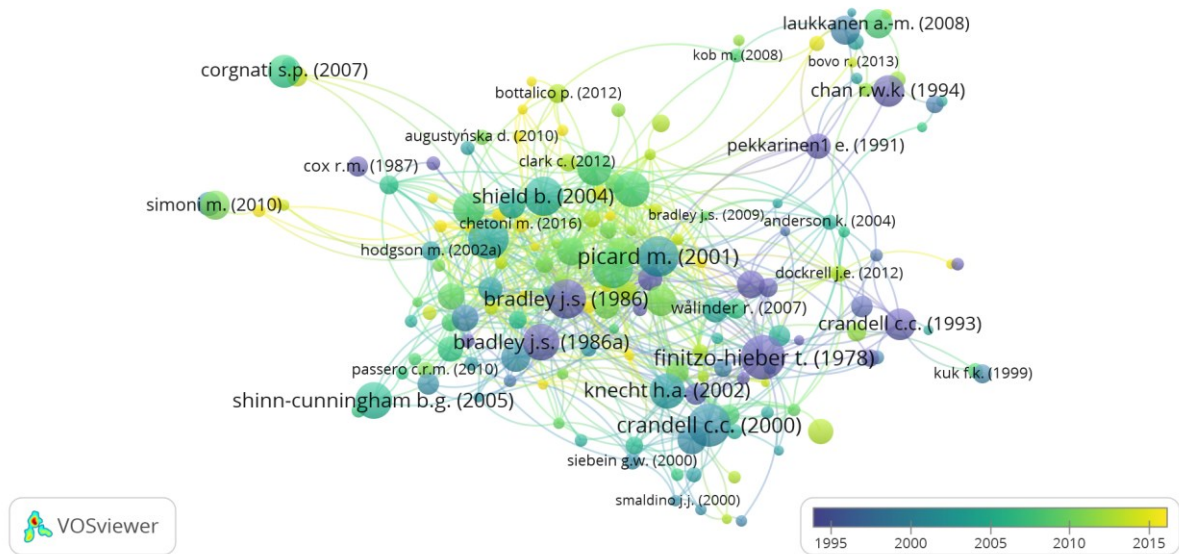 laukkanen a.-m. (2008)
kob m. (2008)
bovo r. (2013)
corgnati s.p. (2007)
chan r.w.k. (1994)
bottalico p. (2012)
augustyńska d. (2010)
pekkarinen1 e. (1991)
clark c. (2012)
cox r.m. (1987)
shield b. (2004)
simoni m. (2010)
bradley j.s. (2009)
anderson k. (2004)
chetoni m. (2016)
hodgson m. (2002a)
picard m. (2001)
dockrell j.e. (2012)
bradley j.s. (1986)
wålinder r. (2007)
crandell c.c. (1993)
bradley j.s. (1986a)
finitzo-hieber t. (1978)
passero c.r.m. (2010)
kuk f.k. (1999)
knecht h.a. (2002)
shinn-cunningham b.g. (2005)
crandell c.c. (2000)
siebein g.w. (2000)
smaldino j.j. (2000)
VOSviewer
1995 2000 2005 2010 2015